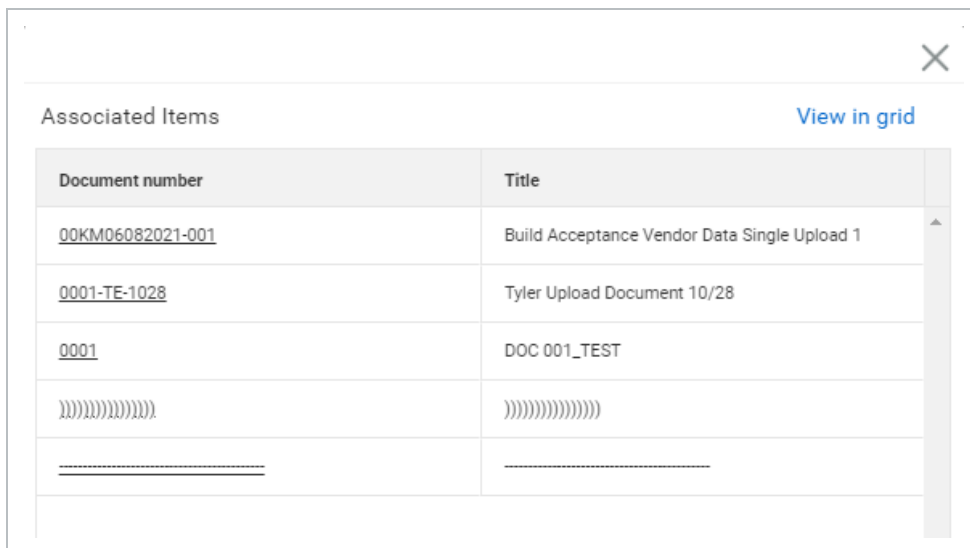 Associated Items View in grid
Document number Title
00KM06082021-001 Build Acceptance Vendor Data Single Upload 1
0001-TE-1028 Tyler Upload Document 10/28
0001 DOC 001_TEST
)))))))))))))))) ))))))))))))))))
----------------------------------------- -----------------------------------------